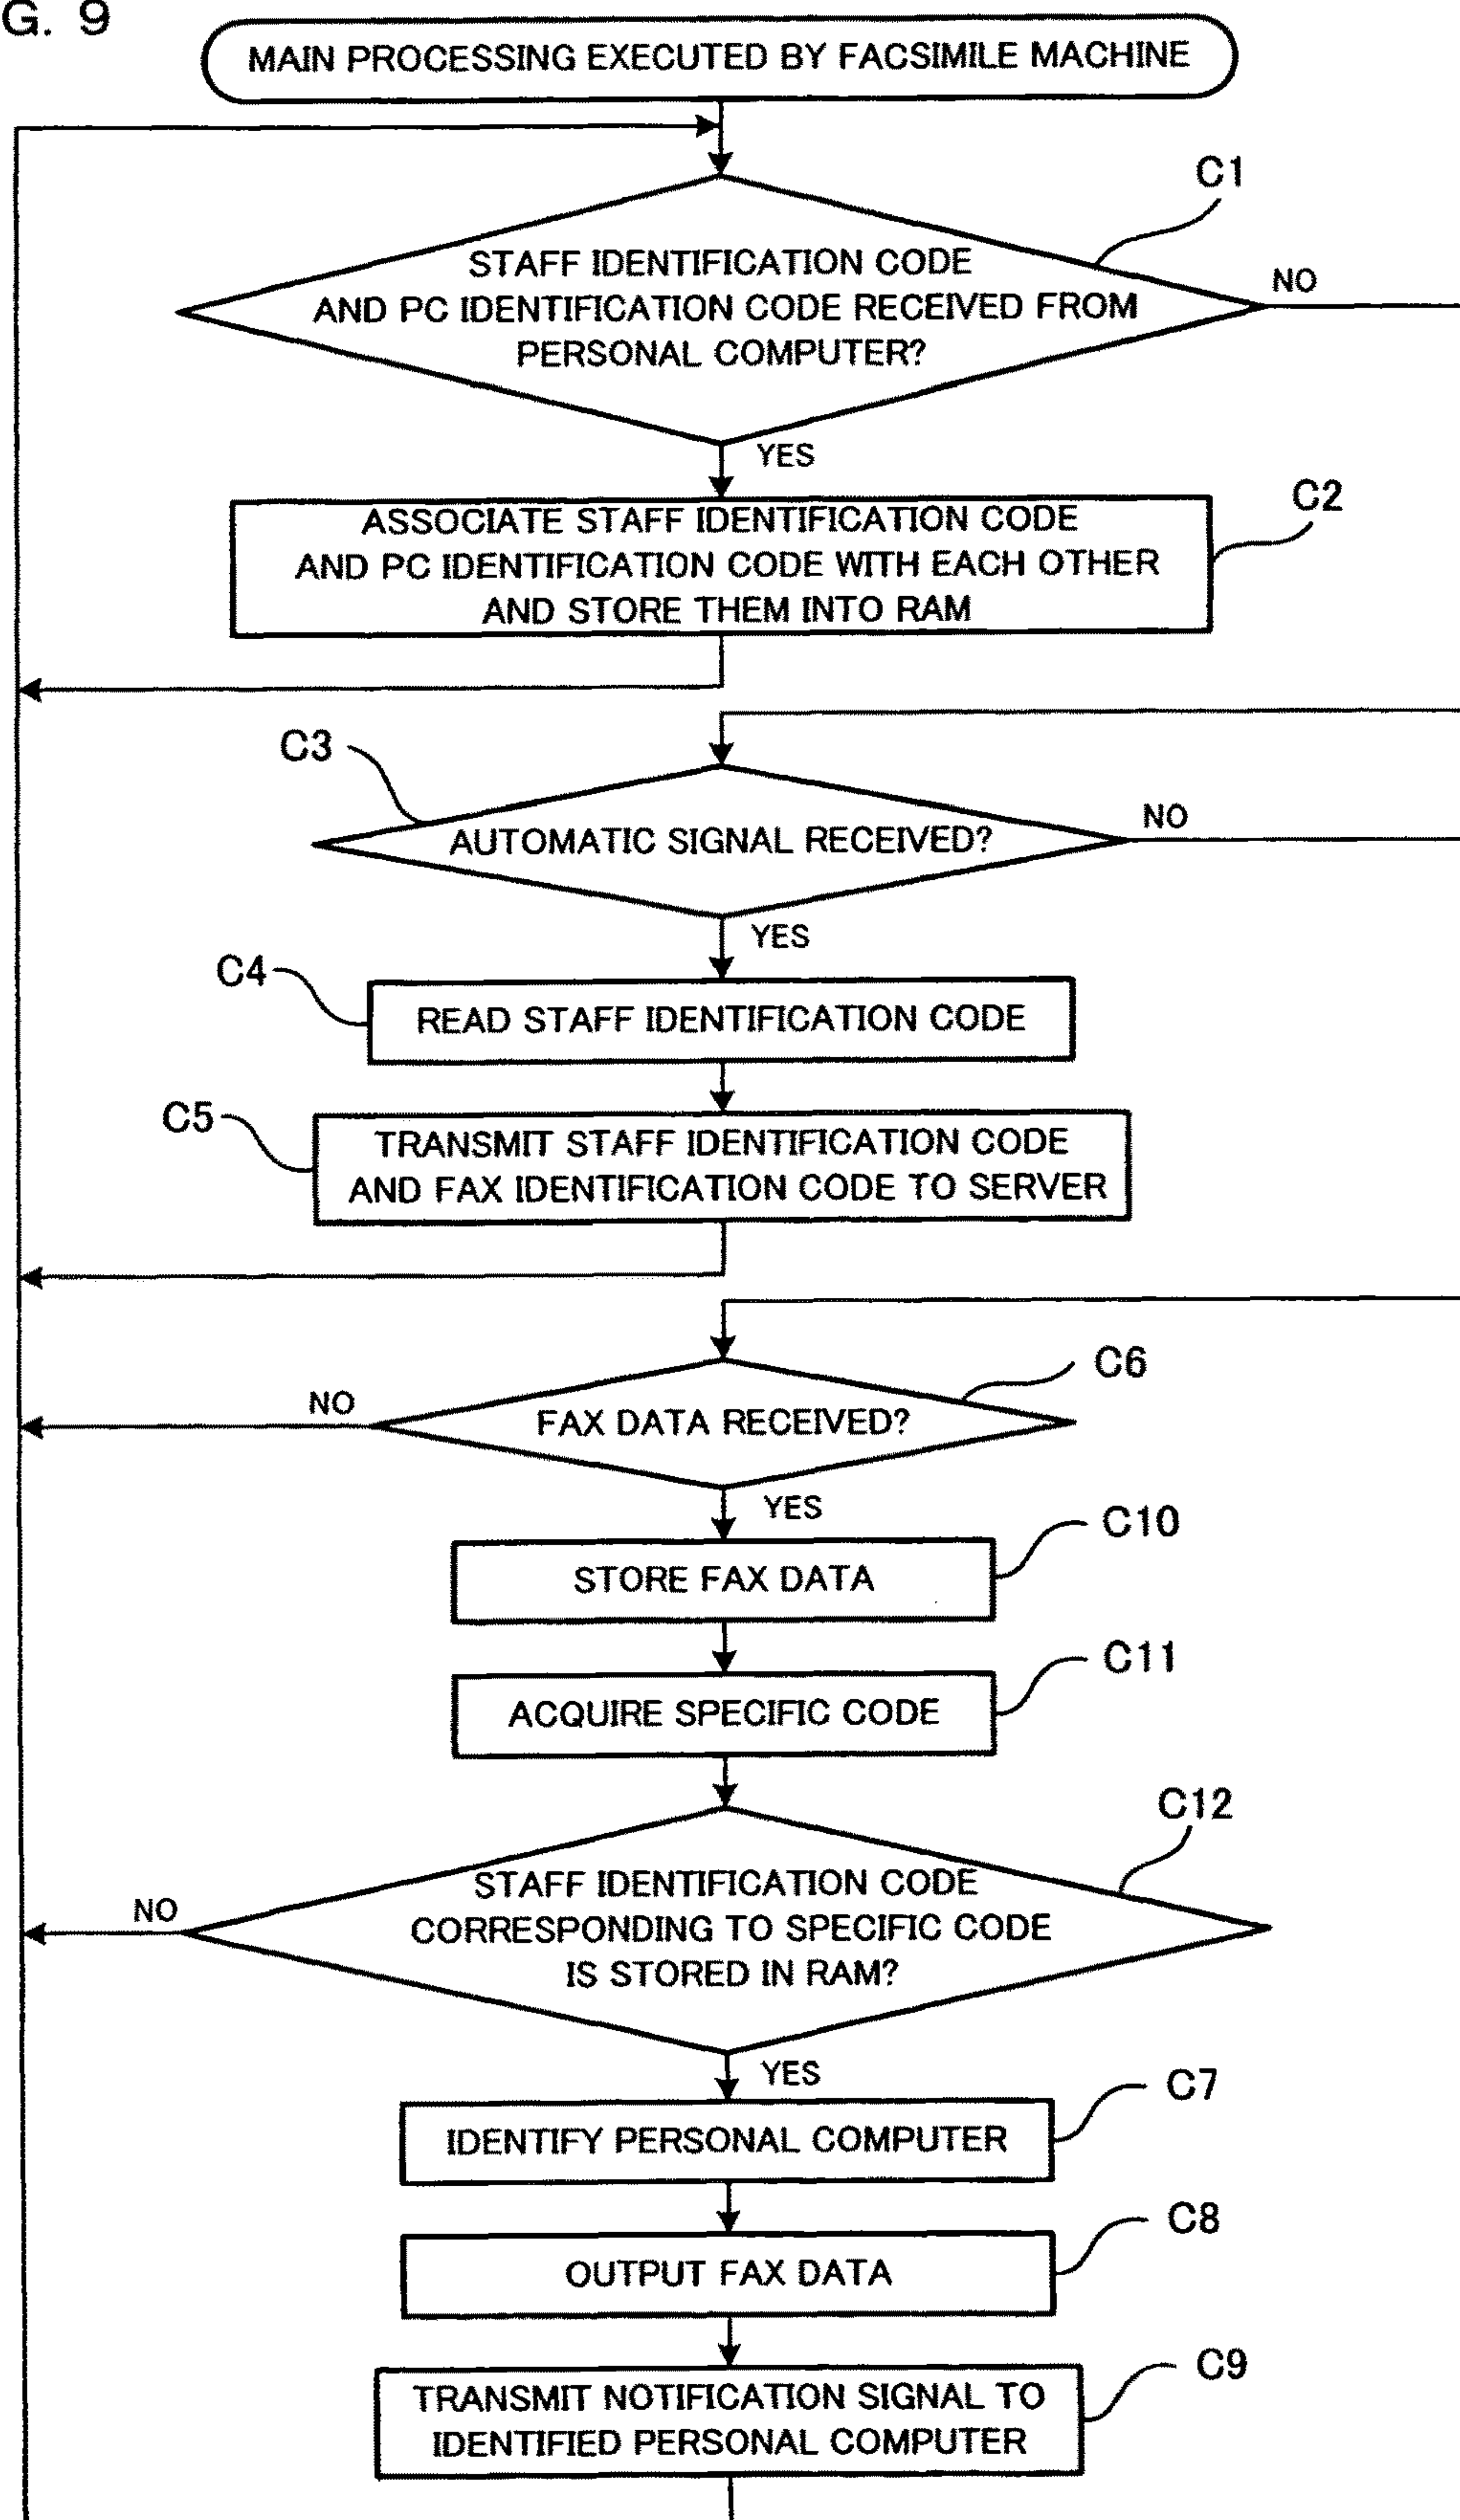 G. 9
MAIN PROCESSING EXECUTED BY FACSIMILE MACHINE
C1
STAFF IDENTIFICATION CODE
AND PC IDENTIFICATION CODE RECEIVED FROM
PERSONAL COMPUTER?
NO
YES
C2
ASSOCIATE STAFF IDENTIFICATION CODE
AND PC IDENTIFICATION CODE WITH EACH OTHER
AND STORE THEM INTO RAM
C3
AUTOMATIC SIGNAL RECEIVED?
NO
YES
C4
READ STAFF IDENTIFICATION CODE
C5
TRANSMIT STAFF IDENTIFICATION CODE
AND FAX IDENTIFICATION CODE TO SERVER
C6
NO
FAX DATA RECEIVED?
YES
C10
STORE FAX DATA
C11
ACQUIRE SPECIFIC CODE
C12
STAFF IDENTIFICATION CODE
CORRESPONDING TO SPECIFIC CODE
IS STORED IN RAM?
NO
YES
C7
IDENTIFY PERSONAL COMPUTER
C8
OUTPUT FAX DATA
C9
TRANSMIT NOTIFICATION SIGNAL TO
IDENTIFIED PERSONAL COMPUTER